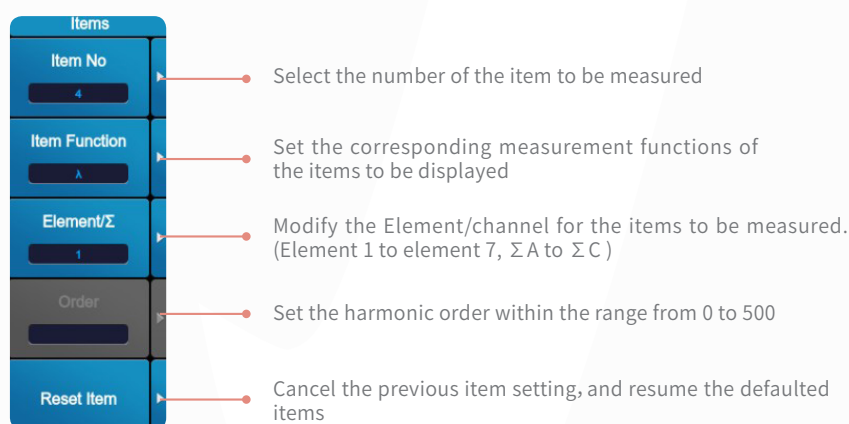 Items
Item No
4
Select the number of the item to be measured
Item Function
λ
Set the corresponding measurement functions of
the items to be displayed
Element/Σ
1
Modify the Element/channel for the items to be measured.
(Element 1 to element 7, ΣA to ΣC )
Order
Set the harmonic order within the range from 0 to 500
Reset Item
Cancel the previous item setting, and resume the defaulted
items